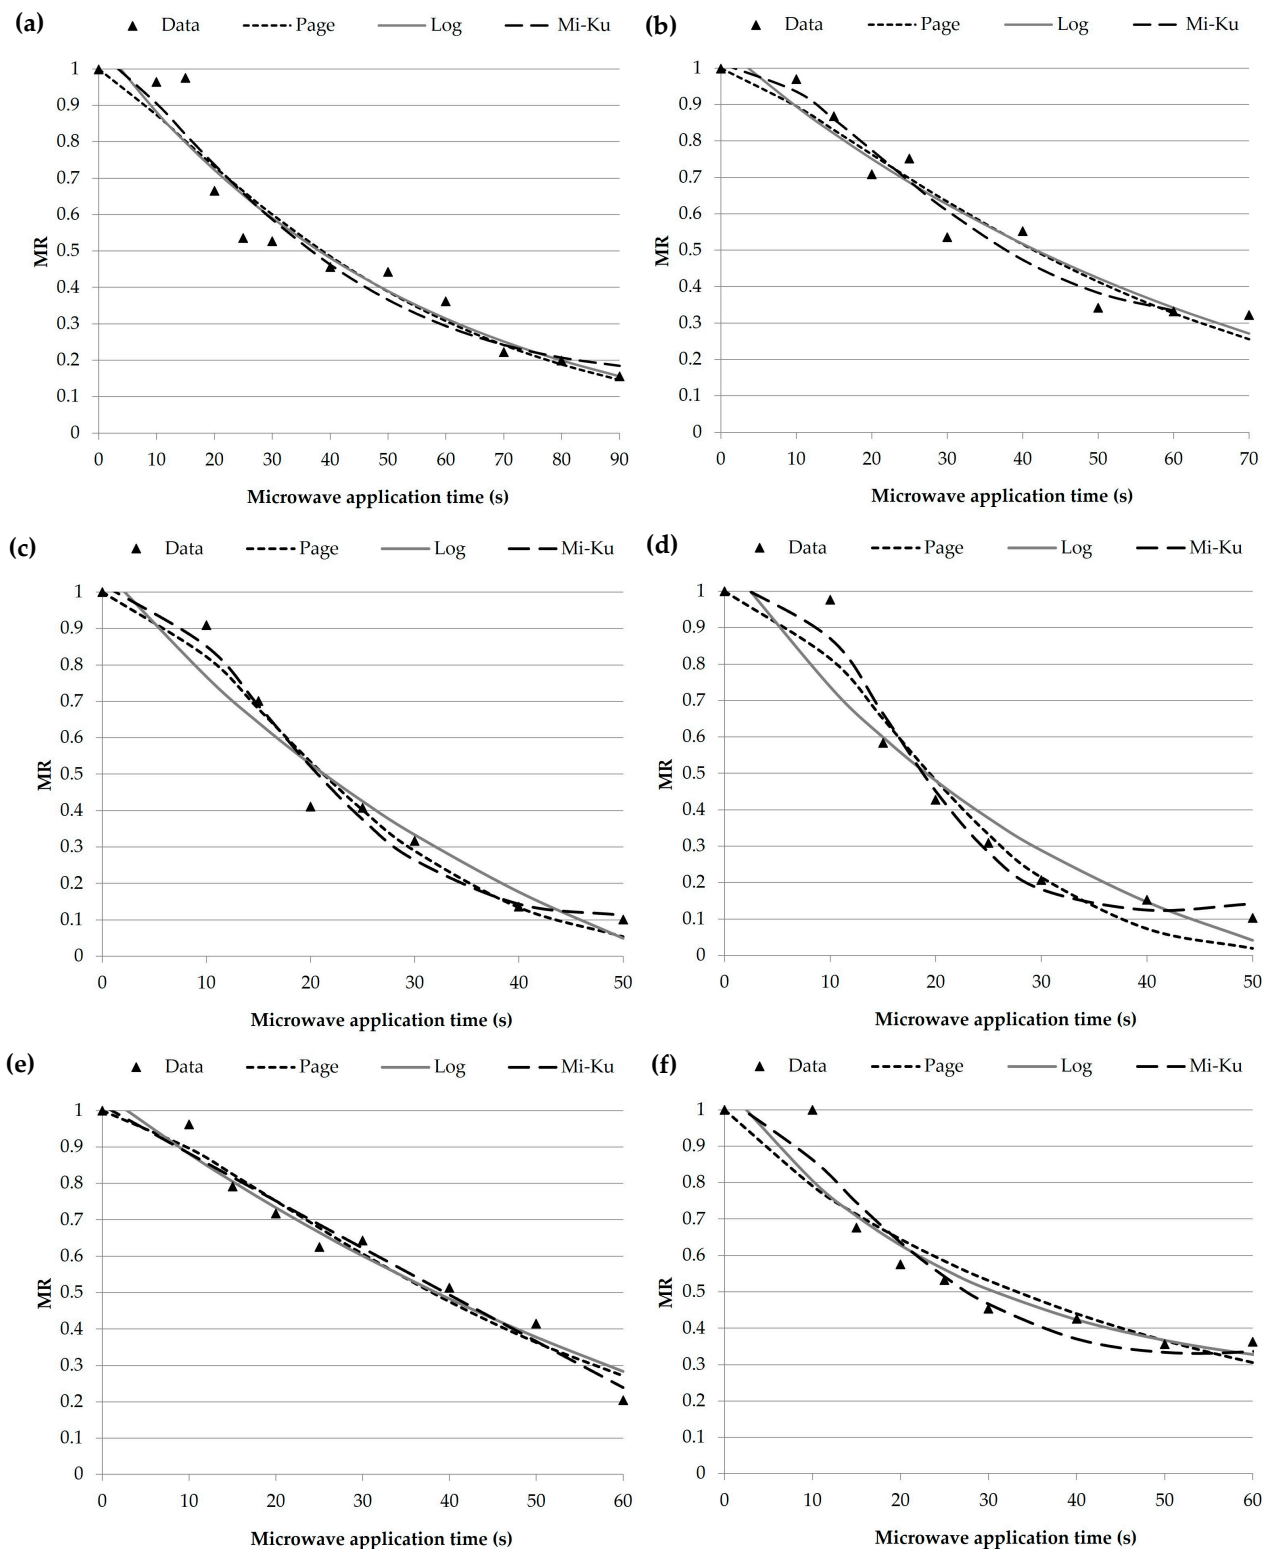 (a) Data Page Log Mi-Ku
1
0.9
0.8
0.7
0.6
0.5
0.4
0.3
0.2
0.1
0
MR
0 10 20 30 40 50 60 70 80 90
Microwave application time (s)
(b) Data Page Log Mi-Ku
1
0.9
0.8
0.7
0.6
0.5
0.4
0.3
0.2
0.1
0
MR
0 10 20 30 40 50 60 70
Microwave application time (s)
(c) Data Page Log Mi-Ku
1
0.9
0.8
0.7
0.6
0.5
0.4
0.3
0.2
0.1
0
MR
0 10 20 30 40 50
Microwave application time (s)
(d) Data Page Log Mi-Ku
1
0.9
0.8
0.7
0.6
0.5
0.4
0.3
0.2
0.1
0
MR
0 10 20 30 40 50
Microwave application time (s)
(e) Data Page Log Mi-Ku
1
0.9
0.8
0.7
0.6
0.5
0.4
0.3
0.2
0.1
0
MR
0 10 20 30 40 50 60
Microwave application time (s)
(f) Data Page Log Mi-Ku
1
0.9
0.8
0.7
0.6
0.5
0.4
0.3
0.2
0.1
0
MR
0 10 20 30 40 50 60
Microwave application time (s)